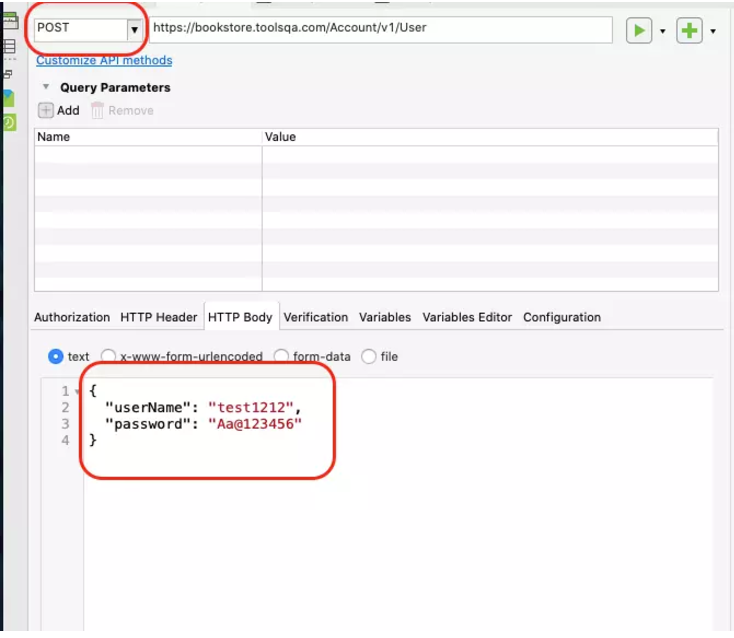 POST
https://bookstore.toolsqa.com/Account/v1/User
Customize API methods
Query Parameters
Add Remove
Name Value
Authorization HTTP Header HTTP Body Verification Variables Variables Editor Configuration
text x-www-form-urlencoded form-data file
1 {
2 "userName": "test1212",
3 "password": "Aa@123456"
4 }